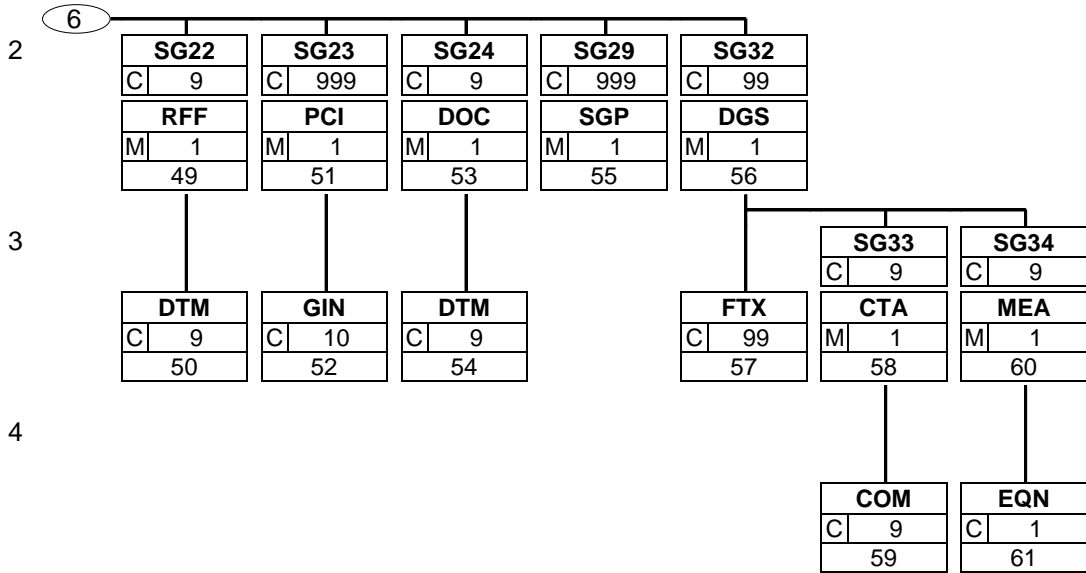 6
2
SG22 SG23 SG24 SG29 SG32
C 9 C 999 C 9 C 999 C 99
RFF PCI DOC SGP DGS
M 1 M 1 M 1 M 1 M 1
49 51 53 55 56
3
SG33 SG34
C 9 C 9
DTM GIN DTM FTX CTA MEA
C 9 C 10 C 9 C 99 M 1 M 1
50 52 54 57 58 60
4
COM EQN
C 9 C 1
59 61